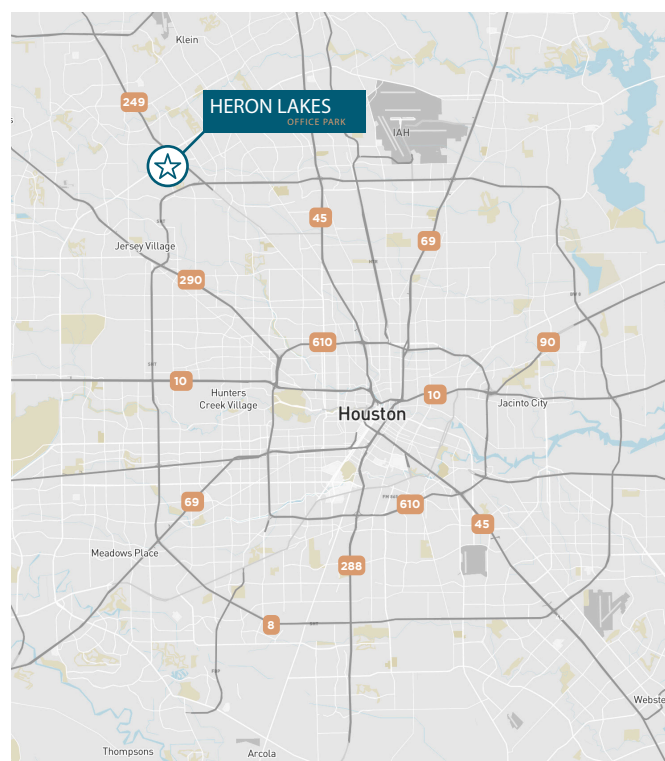 Klein
249
HERON LAKES
OFFICE PARK
IAH
45
69
Jersey Village
290
610
90
10
Hunters
Creek Village
10
Jacinto City
Houston
69
610
45
Meadows Place
288
8
Webste
Thompsons
Arcola